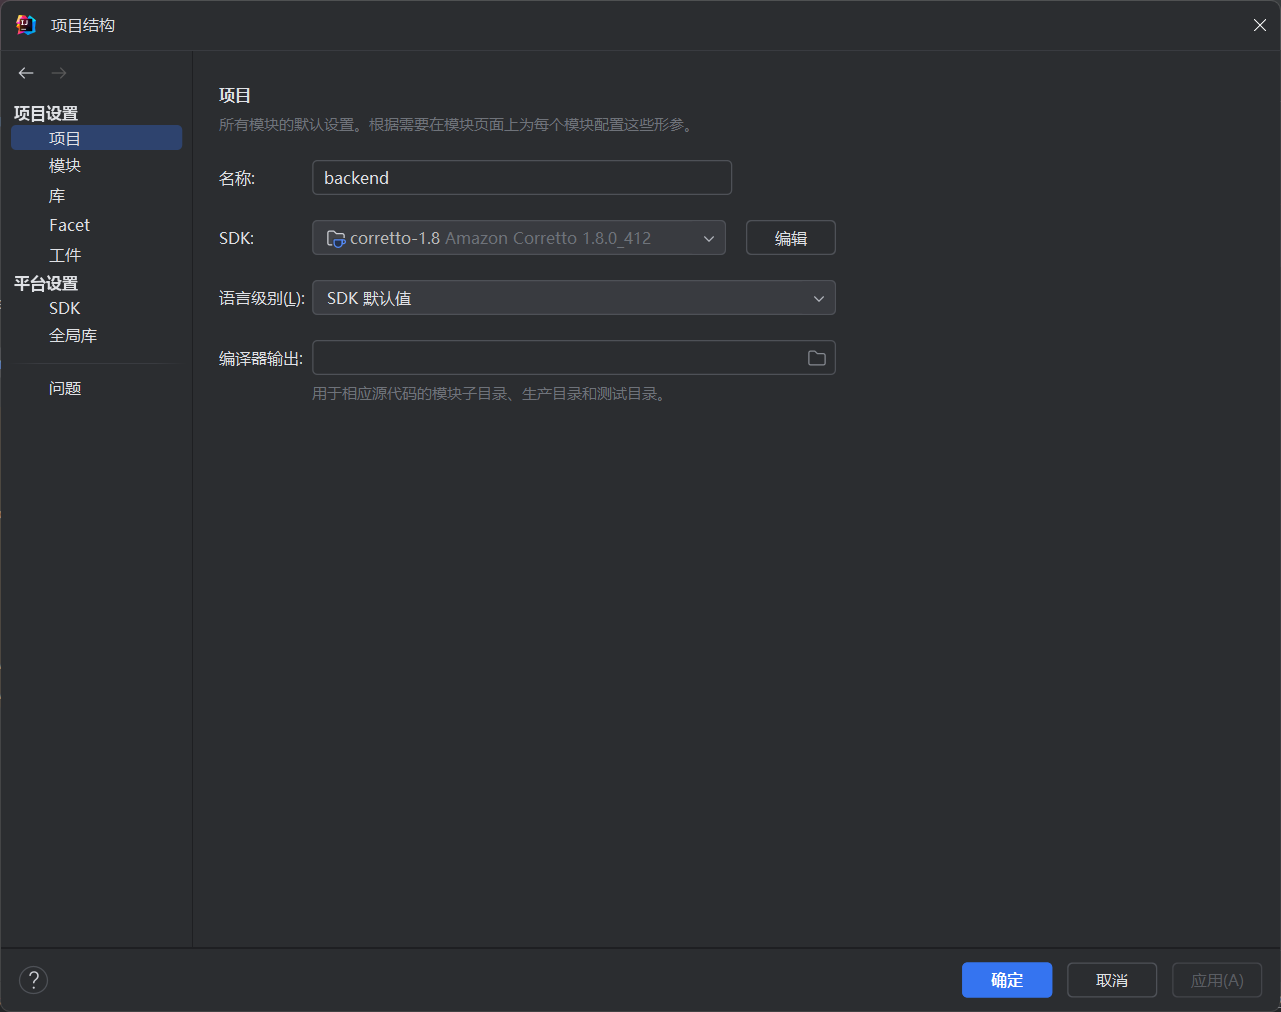 项目结构
项目设置
项目
模块
库
Facet
工件
平台设置
SDK
全局库
问题
项目
所有模块的默认设置。根据需要在模块页面上为每个模块配置这些形参。
名称: backend
SDK: corretto-1.8 Amazon Corretto 1.8.0_412 编辑
语言级别(L): SDK 默认值
编译器输出:
用于相应源代码的模块子目录、生产目录和测试目录。
? 确定 取消 应用(A)